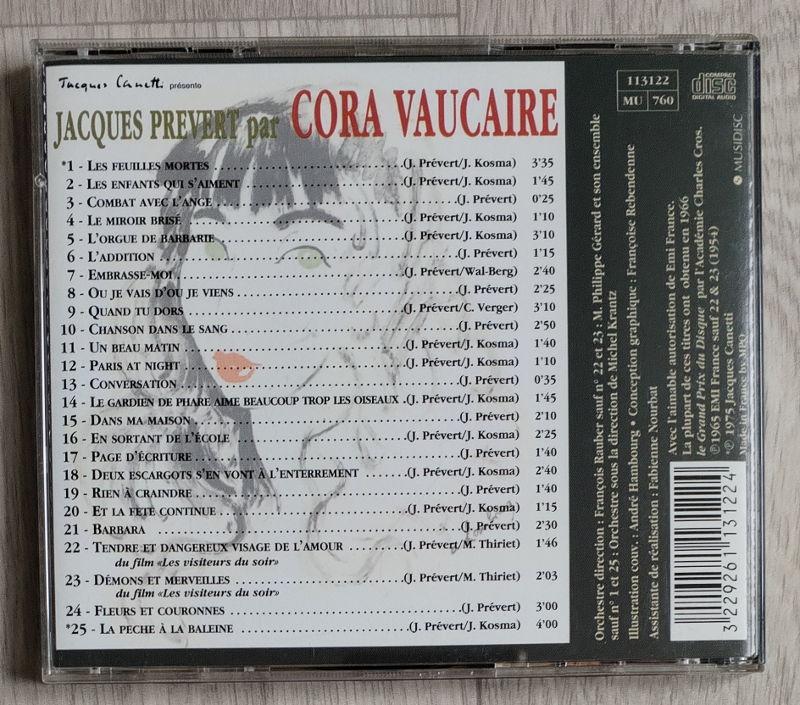 Jacques Canetti présente
JACQUES PREVERT par CORA VAUCAIRE
*1 - LES FEUILLES MORTES ........ (J. Prévert/J. Kosma) 3'35
2 - LES ENFANTS QUI S'AIMENT ........ (J. Prévert/J. Kosma) 1'45
3 - COMBAT AVEC L'ANGE ........ (J. Prévert) 0'25
4 - LE MIROIR BRISÉ ........ (J. Prévert/J. Kosma) 1'10
5 - L'ORGUE DE BARBARIE ........ (J. Prévert/J. Kosma) 3'10
6 - L'ADDITION ........ (J. Prévert) 1'15
7 - EMBRASSE-MOI ........ (J. Prévert/Wal-Berg) 2'40
8 - OU JE VAIS D'OU JE VIENS ........ (J. Prévert) 2'25
9 - QUAND TU DORS ........ (J. Prévert/C. Verger) 3'10
10 - CHANSON DANS LE SANG ........ (J. Prévert) 2'50
11 - UN BEAU MATIN ........ (J. Prévert/J. Kosma) 1'40
12 - PARIS AT NIGHT ........ (J. Prévert/J. Kosma) 1'10
13 - CONVERSATION ........ (J. Prévert) 0'35
14 - LE GARDIEN DE PHARE AIME BEAUCOUP TROP LES OISEAUX . (J. Prévert/J. Kosma) 1'45
15 - DANS MA MAISON ........ (J. Prévert) 2'10
16 - EN SORTANT DE L'ÉCOLE ........ (J. Prévert/J. Kosma) 2'25
17 - PAGE D'ÉCRITURE ........ (J. Prévert/J. Kosma) 1'40
18 - DEUX ESCARGOTS S'EN VONT À L'ENTERREMENT ........ (J. Prévert/J. Kosma) 2'40
19 - RIEN À CRAINDRE ........ (J. Prévert) 1'40
20 - ET LA FETE CONTINUE ........ (J. Prévert/J. Kosma) 1'15
21 - BARBARA ........ (J. Prévert) 2'30
22 - TENDRE ET DANGEREUX VISAGE DE L'AMOUR ........ (J. Prévert/M. Thiriet) 1'46
du film «Les visiteurs du soir»
23 - DÉMONS ET MERVEILLES ........ (J. Prévert/M. Thiriet) 2'03
du film «Les visiteurs du soir»
24 - FLEURS ET COURONNES ........ (J. Prévert) 3'00
*25 - LA PECHE À LA BALEINE ........ (J. Prévert/J. Kosma) 4'00
113122
MU 760
COMPACT
disc
DIGITAL AUDIO
MUSIDISC
Orchestre direction : François Rauber sauf n° 22 et 23 : M. Philippe Gérard et son ensemble
sauf n° 1 et 25 : Orchestre sous la direction de Michel Krantz
Illustration couv. : André Hambourg • Conception graphique : Françoise Rebendenne
Assistante de réalisation : Fabienne Nourbat
Avec l'aimable autorisation de Emi France.
La plupart de ces titres ont obtenu en 1966
le Grand Prix du Disque par l'Académie Charles Cros.
℗ 1965 EMI France sauf 22 & 23 (1954)
* ℗ 1975 Jacques Canetti
Made in France by MPO
3 229261 131224